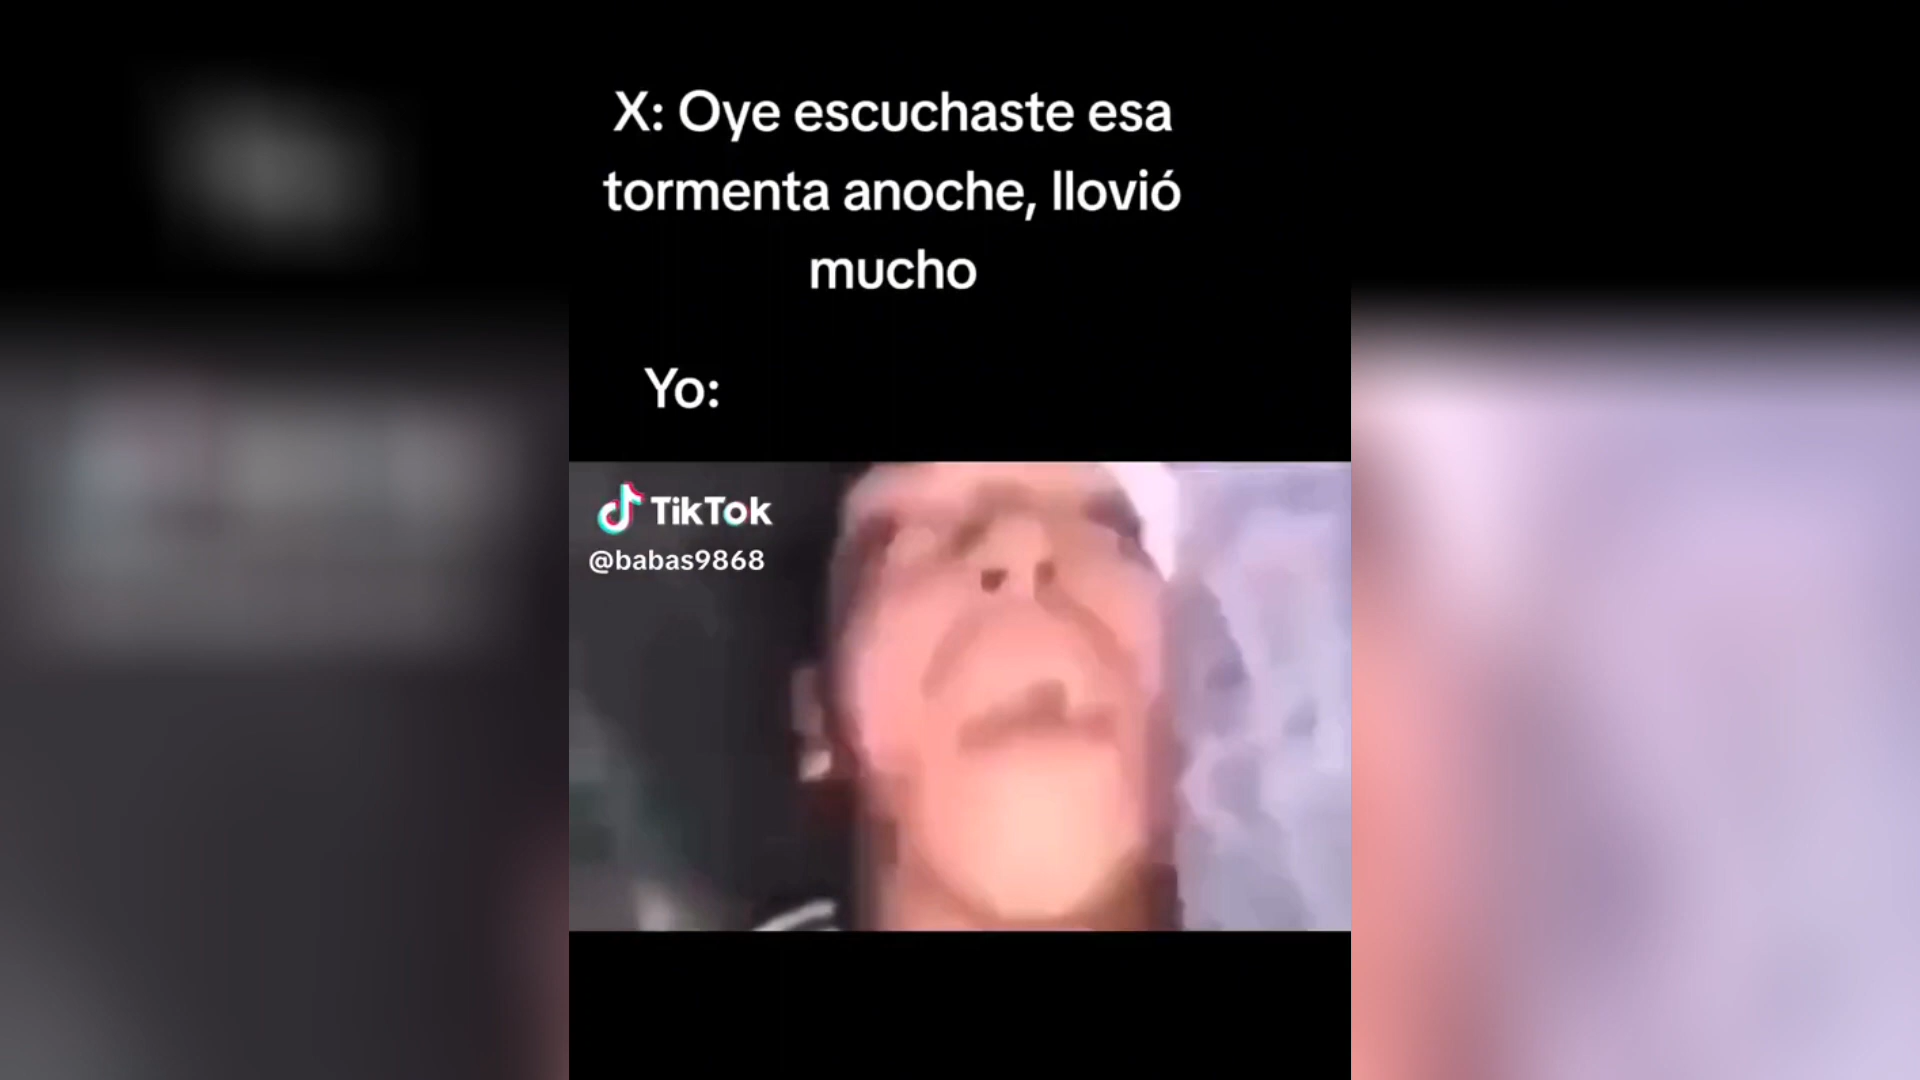 X: Oye escuchaste esa
tormenta anoche, llovió
mucho
Yo:
TikTok
@babas9868